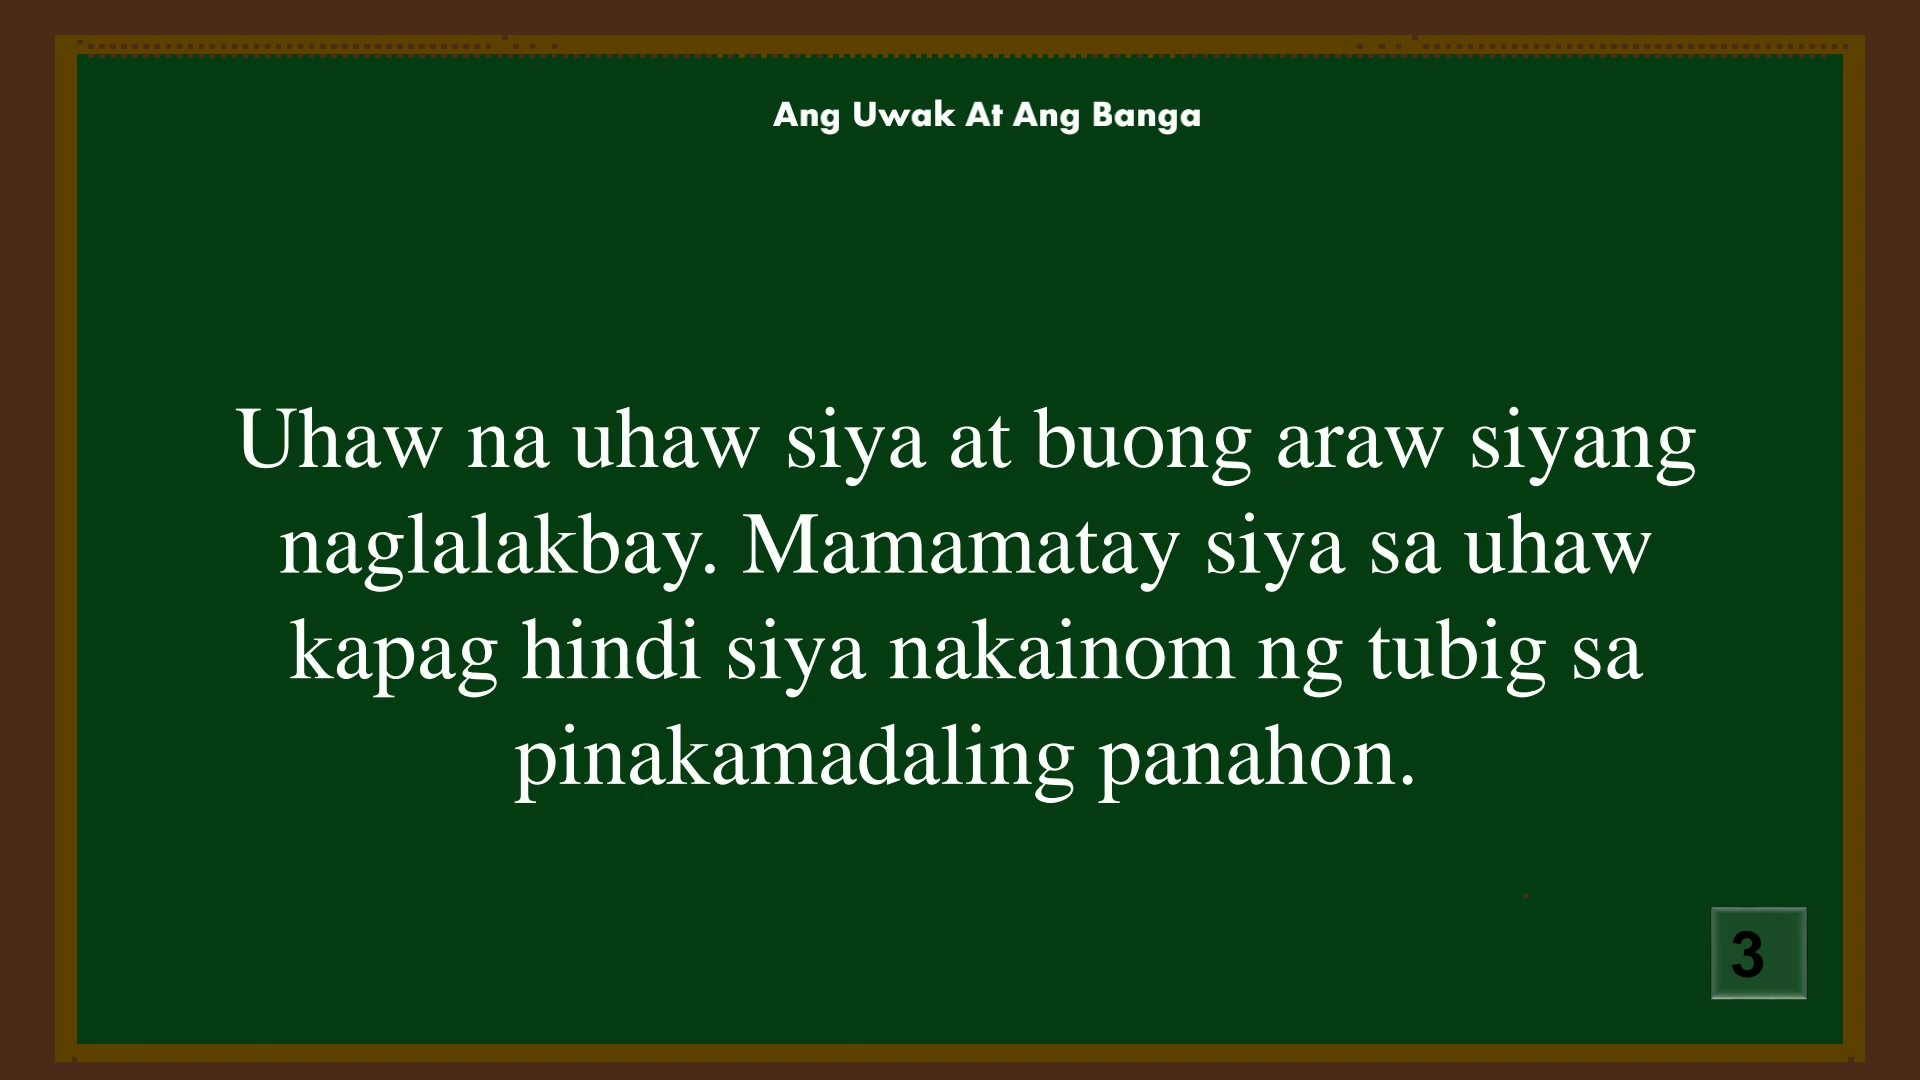 Ang Uwak At Ang Banga
Uhaw na uhaw siya at buong araw siyang
naglalakbay. Mamamatay siya sa uhaw
kapag hindi siya nakainom ng tubig sa
pinakamadaling panahon.
3